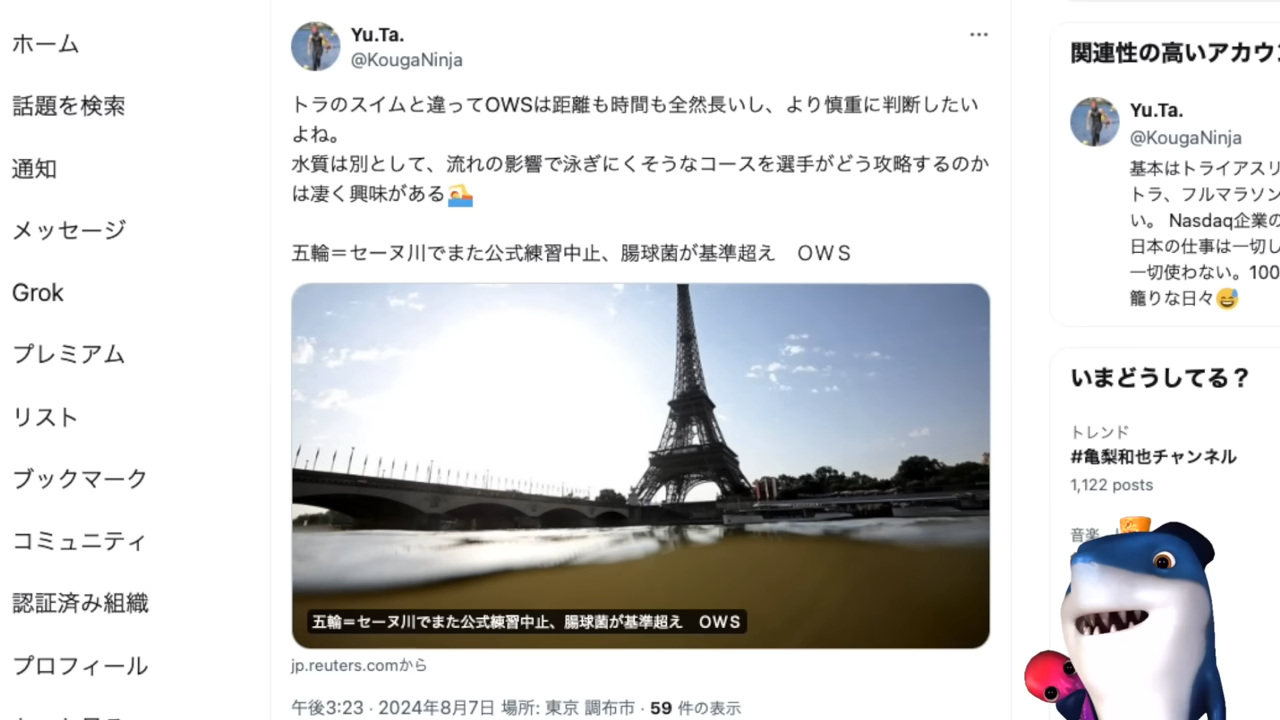 ホーム
話題を検索
通知
メッセージ
Grok
プレミアム
リスト
ブックマーク
コミュニティ
認証済み組織
プロフィール
Yu.Ta.
@KougaNinja
トラのスイムと違ってOWSは距離も時間も全然長いし、より慎重に判断したい
よね。
水質は別として、流れの影響で泳ぎにくそうなコースを選手がどう攻略するのか
は凄く興味がある🏊
五輪＝セーヌ川でまた公式練習中止、腸球菌が基準超え　ＯＷＳ
五輪＝セーヌ川でまた公式練習中止、腸球菌が基準超え　ＯＷＳ
jp.reuters.comから
午後3:23 · 2024年8月7日 場所: 東京 調布市 · 59 件の表示
関連性の高いアカウン
Yu.Ta.
@KougaNinja
基本はトライアスリ
トラ、フルマラソン
い。 Nasdaq企業の
日本の仕事は一切し
一切使わない。100
籠りな日々😅
いまどうしてる？
トレンド
#亀梨和也チャンネル
1,122 posts
音楽